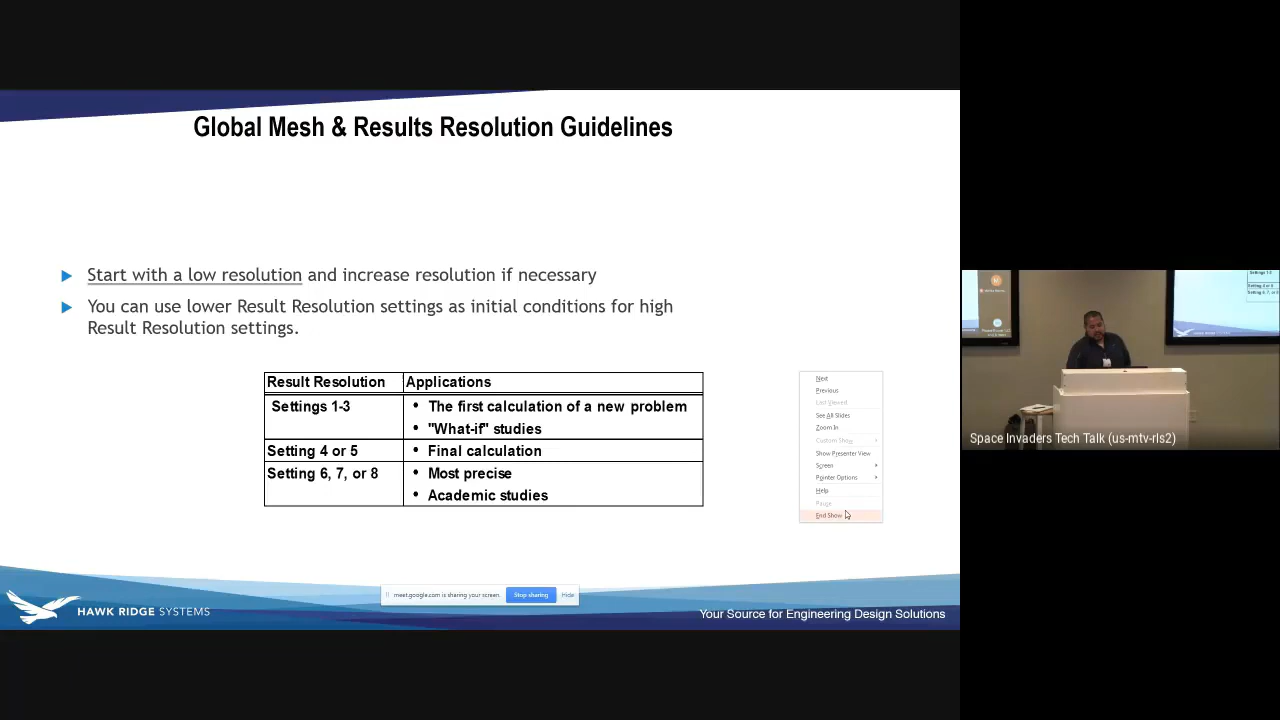 Global Mesh & Results Resolution Guidelines
Start with a low resolution and increase resolution if necessary
You can use lower Result Resolution settings as initial conditions for high
Result Resolution settings.
Result Resolution Applications
Settings 1-3 • The first calculation of a new problem
• "What-if" studies
Setting 4 or 5 • Final calculation
Setting 6, 7, or 8 • Most precise
• Academic studies
Next
Previous
Last Viewed
See All Slides
Zoom In
Custom Show
Show Presenter View
Screen
Pointer Options
Help
Pause
End Show
meet.google.com is sharing your screen. Stop sharing Hide
HAWK RIDGE SYSTEMS
Your Source for Engineering Design Solutions
Space Invaders Tech Talk (us-mtv-rls2)